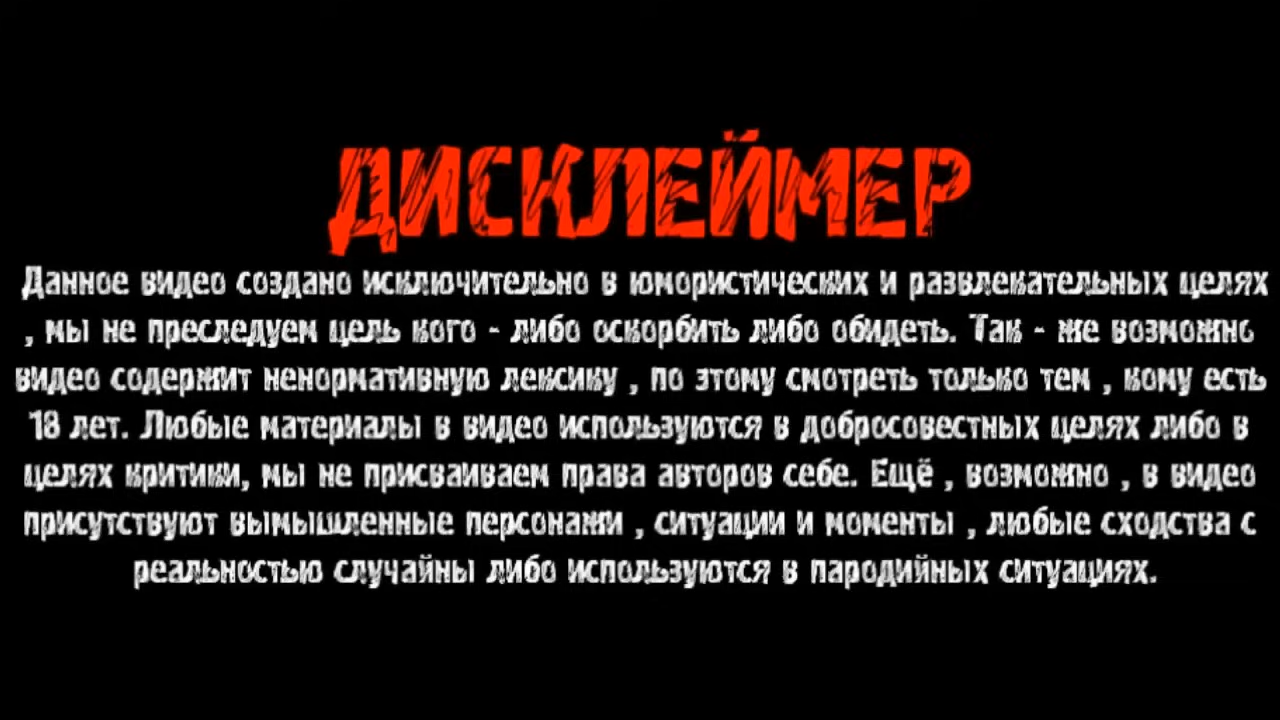 ДИСКЛЕЙМЕР
Данное видео создано исключительно в юмористических и развлекательных целях
, мы не преследуем цель кого - либо оскорбить либо обидеть. Так - же возможно
видео содержит ненормативную лексику , по этому смотреть только тем , кому есть
18 лет. Любые материалы в видео используются в добросовестных целях либо в
целях критики, мы не присваиваем права авторов себе. Ещё , возможно , в видео
присутствуют вымышленные персонажи , ситуации и моменты , любые сходства с
реальностью случайны либо используются в пародийных ситуациях.